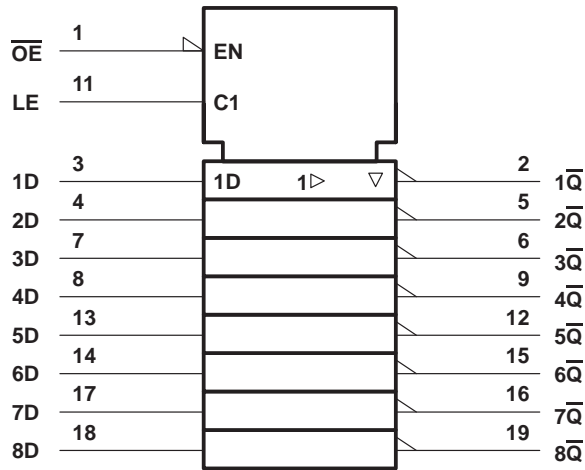 1
OE̅ EN
11
LE C1
3 2
1D 1D 1▷ ▽ 1Q̅
4 5
2D 2Q̅
7 6
3D 3Q̅
8 9
4D 4Q̅
13 12
5D 5Q̅
14 15
6D 6Q̅
17 16
7D 7Q̅
18 19
8D 8Q̅